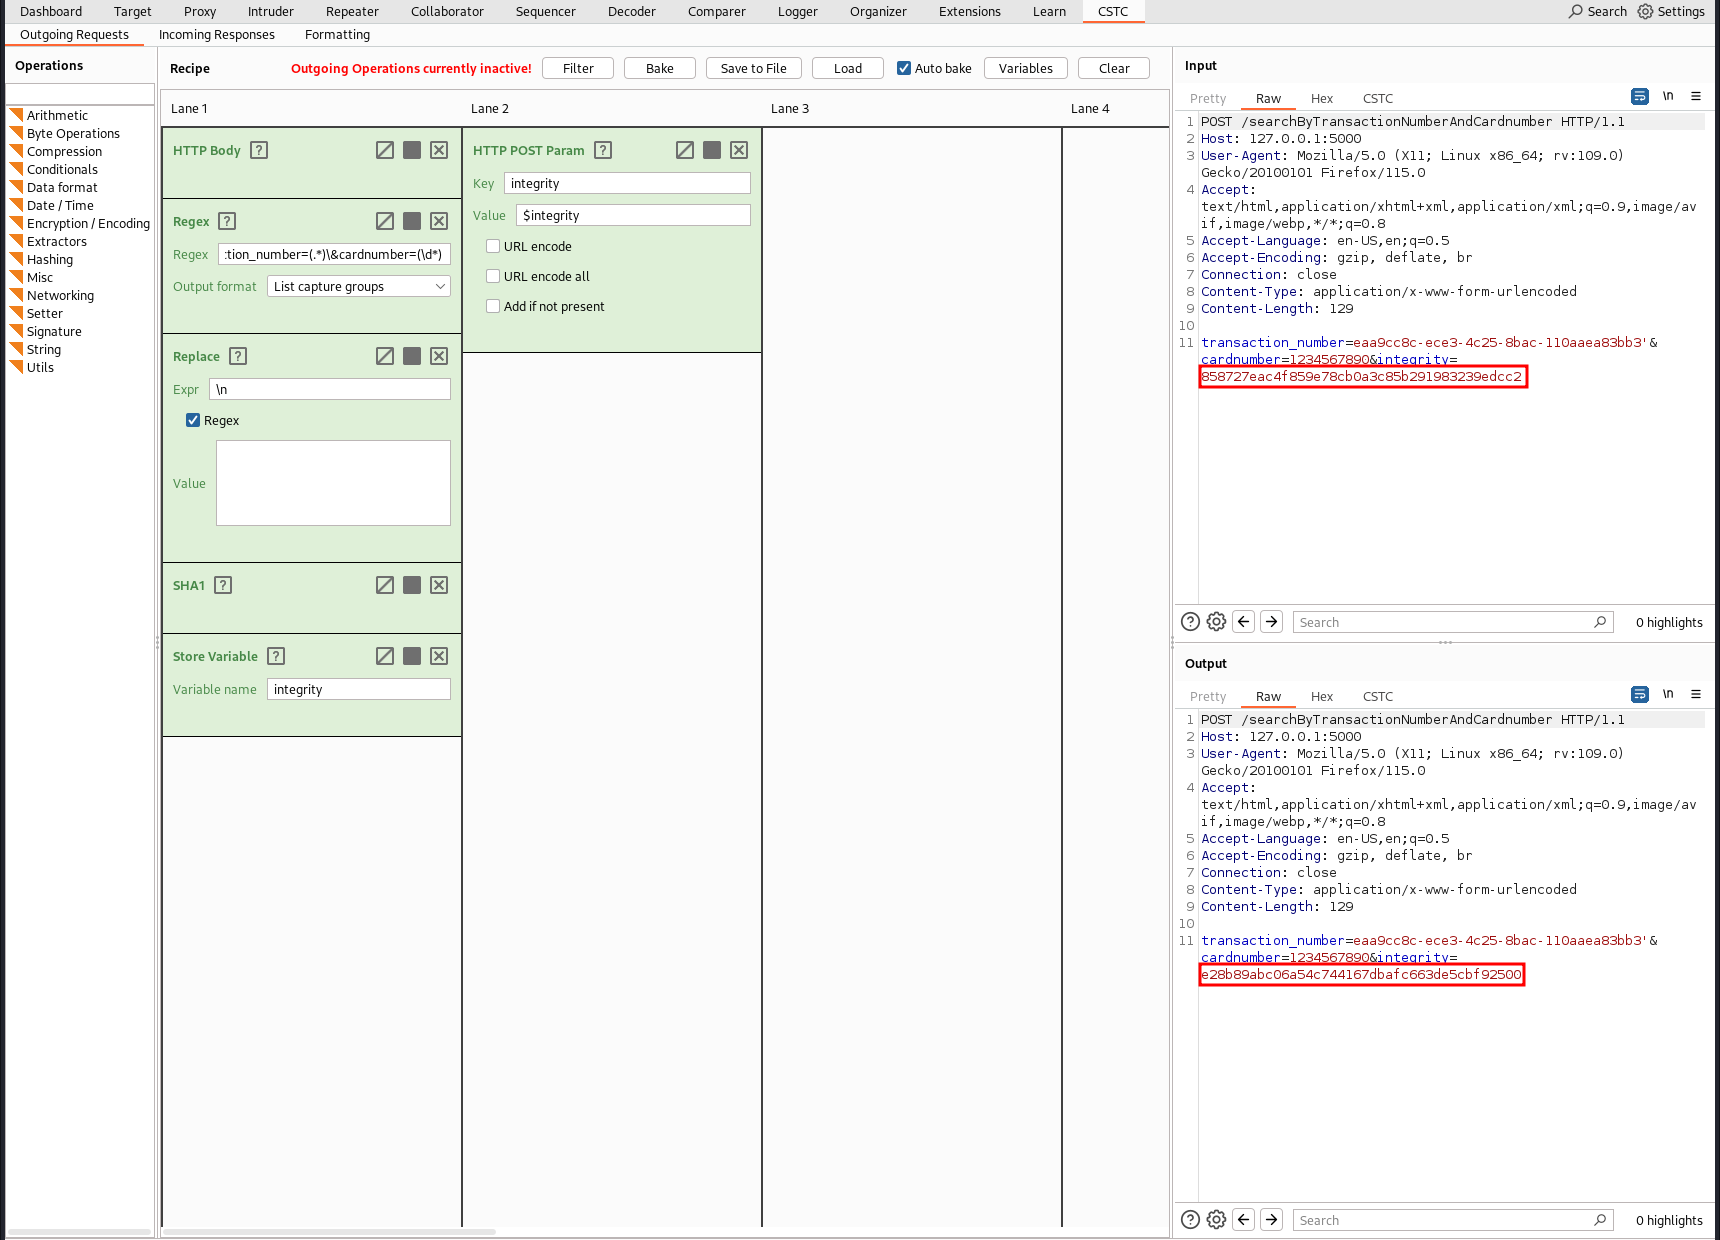 Dashboard Target Proxy Intruder Repeater Collaborator Sequencer Decoder Comparer Logger Organizer Extensions Learn CSTC Search Settings
Outgoing Requests Incoming Responses Formatting
Operations
Arithmetic
Byte Operations
Compression
Conditionals
Data format
Date / Time
Encryption / Encoding
Extractors
Hashing
Misc
Networking
Setter
Signature
String
Utils
Recipe Outgoing Operations currently inactive! Filter Bake Save to File Load Auto bake Variables Clear
Lane 1 Lane 2 Lane 3 Lane 4
HTTP Body ?
Regex ?
Regex :tion_number=(.*)\&cardnumber=(\d*)
Output format List capture groups
Replace ?
Expr \n
Regex
Value
SHA1 ?
Store Variable ?
Variable name integrity
HTTP POST Param ?
Key integrity
Value $integrity
URL encode
URL encode all
Add if not present
Input
Pretty Raw Hex CSTC \n
1 POST /searchByTransactionNumberAndCardnumber HTTP/1.1
2 Host: 127.0.0.1:5000
3 User-Agent: Mozilla/5.0 (X11; Linux x86_64; rv:109.0)
Gecko/20100101 Firefox/115.0
4 Accept:
text/html,application/xhtml+xml,application/xml;q=0.9,image/av
if,image/webp,*/*;q=0.8
5 Accept-Language: en-US,en;q=0.5
6 Accept-Encoding: gzip, deflate, br
7 Connection: close
8 Content-Type: application/x-www-form-urlencoded
9 Content-Length: 129
10
11 transaction_number=eaa9cc8c-ece3-4c25-8bac-110aaea83bb3'&
cardnumber=1234567890&integrity=
858727eac4f859e78cb0a3c85b291983239edcc2
? Search 0 highlights
Output
Pretty Raw Hex CSTC \n
1 POST /searchByTransactionNumberAndCardnumber HTTP/1.1
2 Host: 127.0.0.1:5000
3 User-Agent: Mozilla/5.0 (X11; Linux x86_64; rv:109.0)
Gecko/20100101 Firefox/115.0
4 Accept:
text/html,application/xhtml+xml,application/xml;q=0.9,image/av
if,image/webp,*/*;q=0.8
5 Accept-Language: en-US,en;q=0.5
6 Accept-Encoding: gzip, deflate, br
7 Connection: close
8 Content-Type: application/x-www-form-urlencoded
9 Content-Length: 129
10
11 transaction_number=eaa9cc8c-ece3-4c25-8bac-110aaea83bb3'&
cardnumber=1234567890&integrity=
e28b89abc06a54c744167dbafc663de5cbf92500
? Search 0 highlights